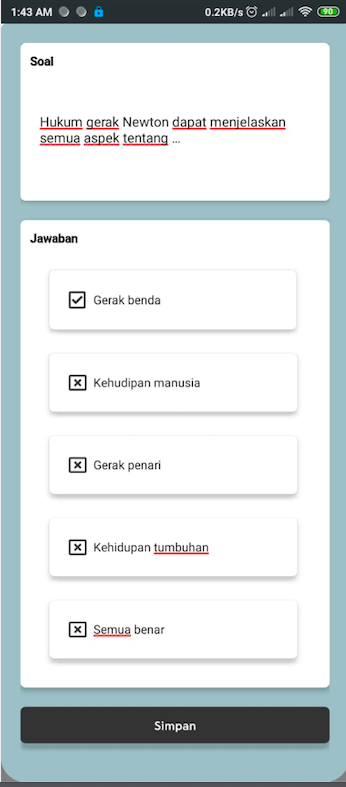 1:43 AM 0.2KB/s 90
Soal
Hukum gerak Newton dapat menjelaskan
semua aspek tentang ...
Jawaban
Gerak benda
Kehudipan manusia
Gerak penari
Kehidupan tumbuhan
Semua benar
Simpan